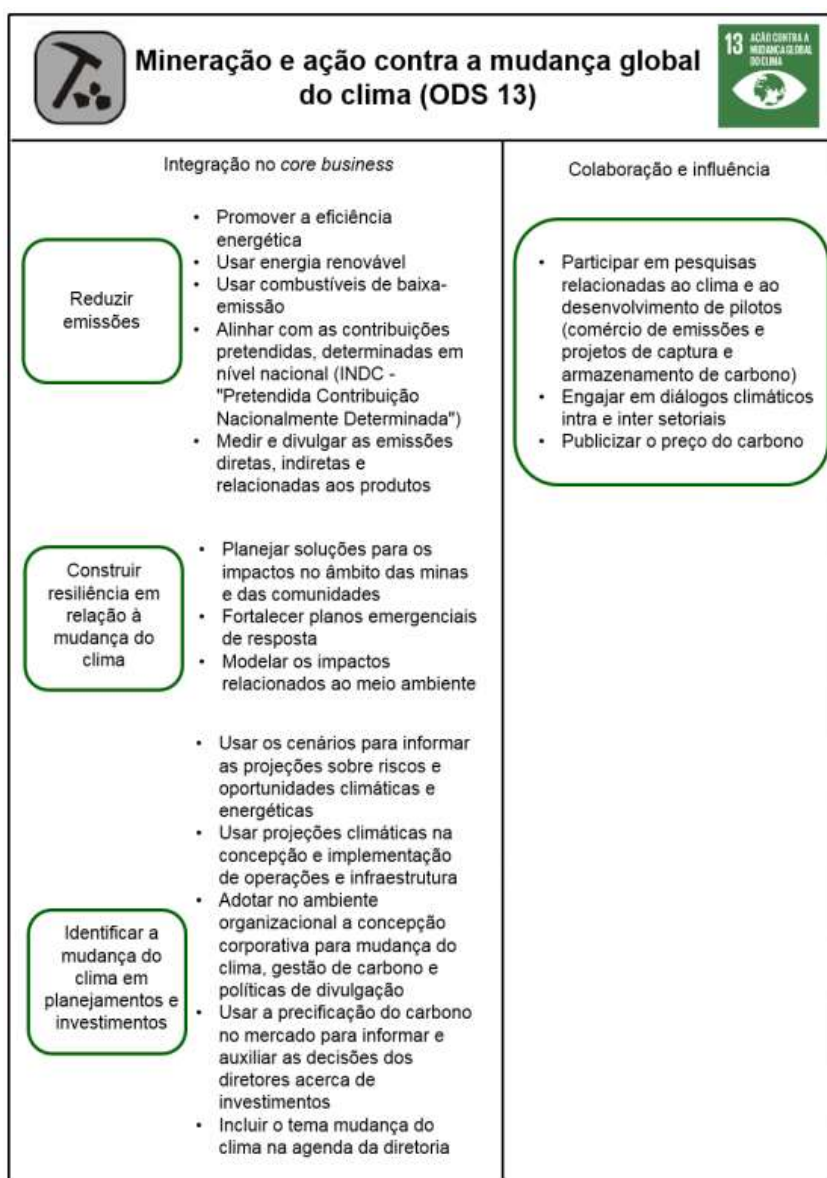 Mineração e ação contra a mudança global
do clima (ODS 13)
13 AÇÃO CONTRA A
MUDANÇA GLOBAL
DO CLIMA
Integração no core business
Reduzir
emissões
• Promover a eficiência
energética
• Usar energia renovável
• Usar combustíveis de baixa-
emissão
• Alinhar com as contribuições
pretendidas, determinadas em
nível nacional (INDC -
"Pretendida Contribuição
Nacionalmente Determinada")
• Medir e divulgar as emissões
diretas, indiretas e
relacionadas aos produtos
Construir
resiliência em
relação à
mudança do
clima
• Planejar soluções para os
impactos no âmbito das minas
e das comunidades
• Fortalecer planos emergenciais
de resposta
• Modelar os impactos
relacionados ao meio ambiente
Identificar a
mudança do
clima em
planejamentos e
investimentos
• Usar os cenários para informar
as projeções sobre riscos e
oportunidades climáticas e
energéticas
• Usar projeções climáticas na
concepção e implementação
de operações e infraestrutura
• Adotar no ambiente
organizacional a concepção
corporativa para mudança do
clima, gestão de carbono e
políticas de divulgação
• Usar a precificação do carbono
no mercado para informar e
auxiliar as decisões dos
diretores acerca de
investimentos
• Incluir o tema mudança do
clima na agenda da diretoria
Colaboração e influência
• Participar em pesquisas
relacionadas ao clima e ao
desenvolvimento de pilotos
(comércio de emissões e
projetos de captura e
armazenamento de carbono)
• Engajar em diálogos climáticos
intra e inter setoriais
• Publicizar o preço do carbono